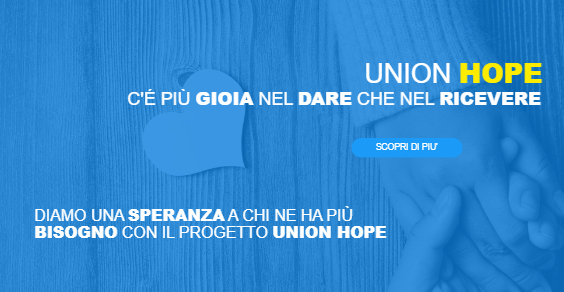 UNION HOPE
C'É PIÙ GIOIA NEL DARE CHE NEL RICEVERE
SCOPRI DI PIU'
DIAMO UNA SPERANZA A CHI NE HA PIÙ
BISOGNO CON IL PROGETTO UNION HOPE